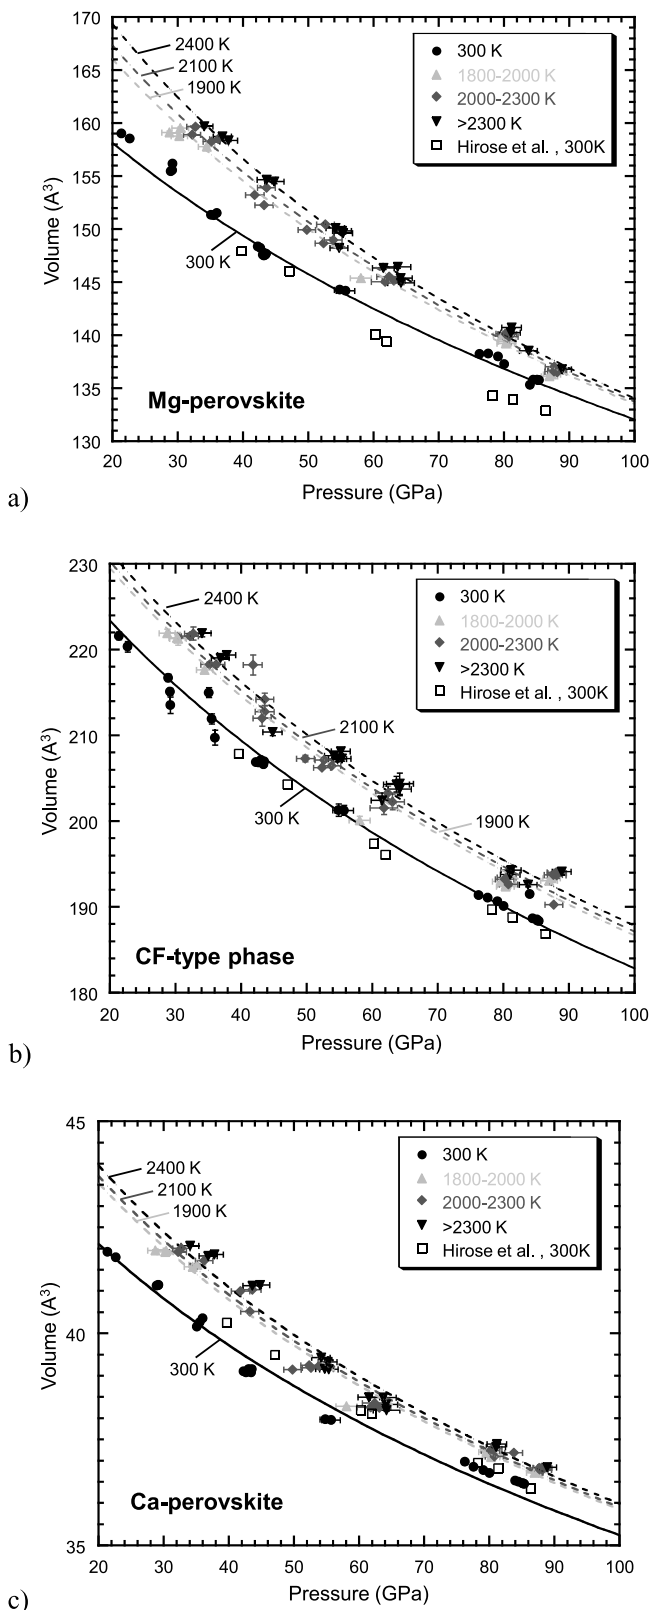 170
2400 K
2100 K
1900 K
165
160
155
150
145
140
135
130
Volume (A³)
300 K
1800-2000 K
2000-2300 K
>2300 K
Hirose et al. , 300K
300 K
Mg-perovskite
20 30 40 50 60 70 80 90 100
Pressure (GPa)
a)
230
220
210
200
190
180
Volume (A³)
300 K
1800-2000 K
2000-2300 K
>2300 K
Hirose et al. , 300K
2400 K
2100 K
300 K
1900 K
CF-type phase
20 30 40 50 60 70 80 90 100
Pressure (GPa)
b)
45
40
35
Volume (A³)
300 K
1800-2000 K
2000-2300 K
>2300 K
Hirose et al. , 300K
2400 K
2100 K
1900 K
300 K
Ca-perovskite
20 30 40 50 60 70 80 90 100
Pressure (GPa)
c)